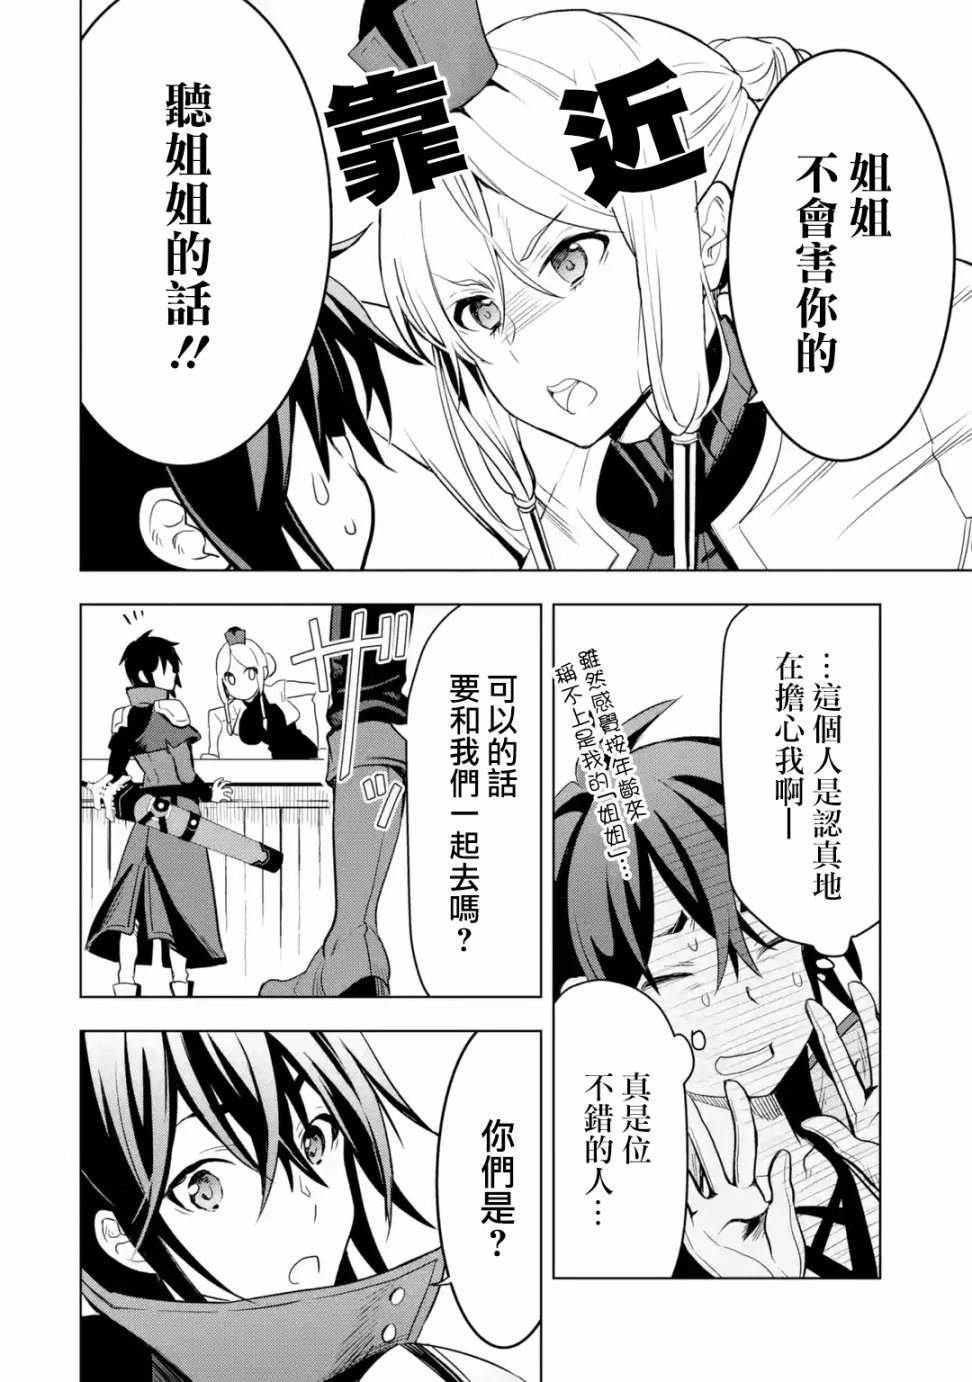 姐姐
不會害你的
靠近
聽姐姐的話!!
…這個人是認真地
在擔心我啊—
雖然感覺按年齡來
稱不上是我的「姐姐」…
真是位
不錯的人…
可以的話
要和我們一起去嗎?
ギギッ
你們是?